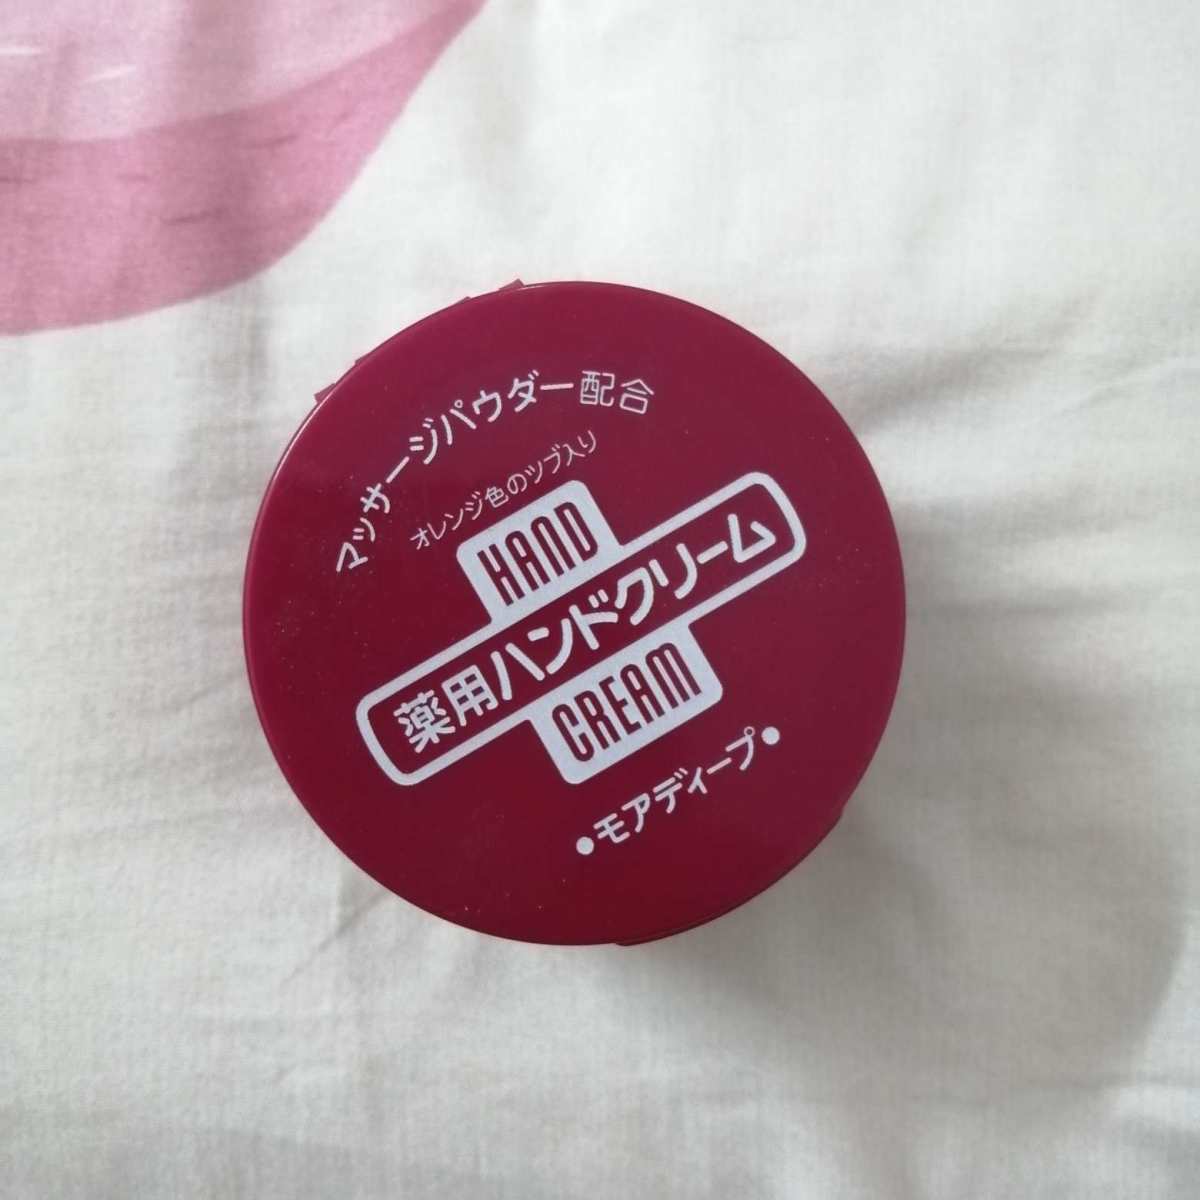 マッサージパウダー配合
オレンジ色のツブ入り
HAND
薬用ハンドクリーム
CREAM
●モアディープ●